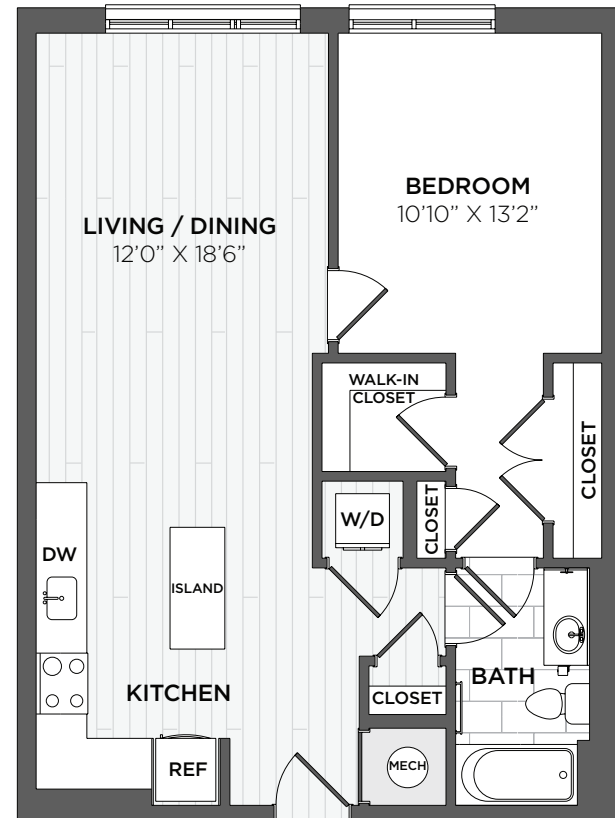 BEDROOM
10’10” X 13’2”
LIVING / DINING
12’0” X 18’6”
WALK-IN
CLOSET
CLOSET
CLOSET
W/D
DW
ISLAND
KITCHEN
BATH
CLOSET
REF
MECH